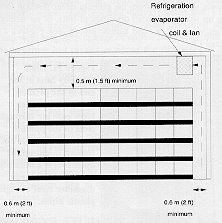 Refrigeration
evaporator
coil & fan
0.5 m (1.5 ft) minimum
0.6 m (2 ft)
minimum
0.6 m (2 ft)
minimum